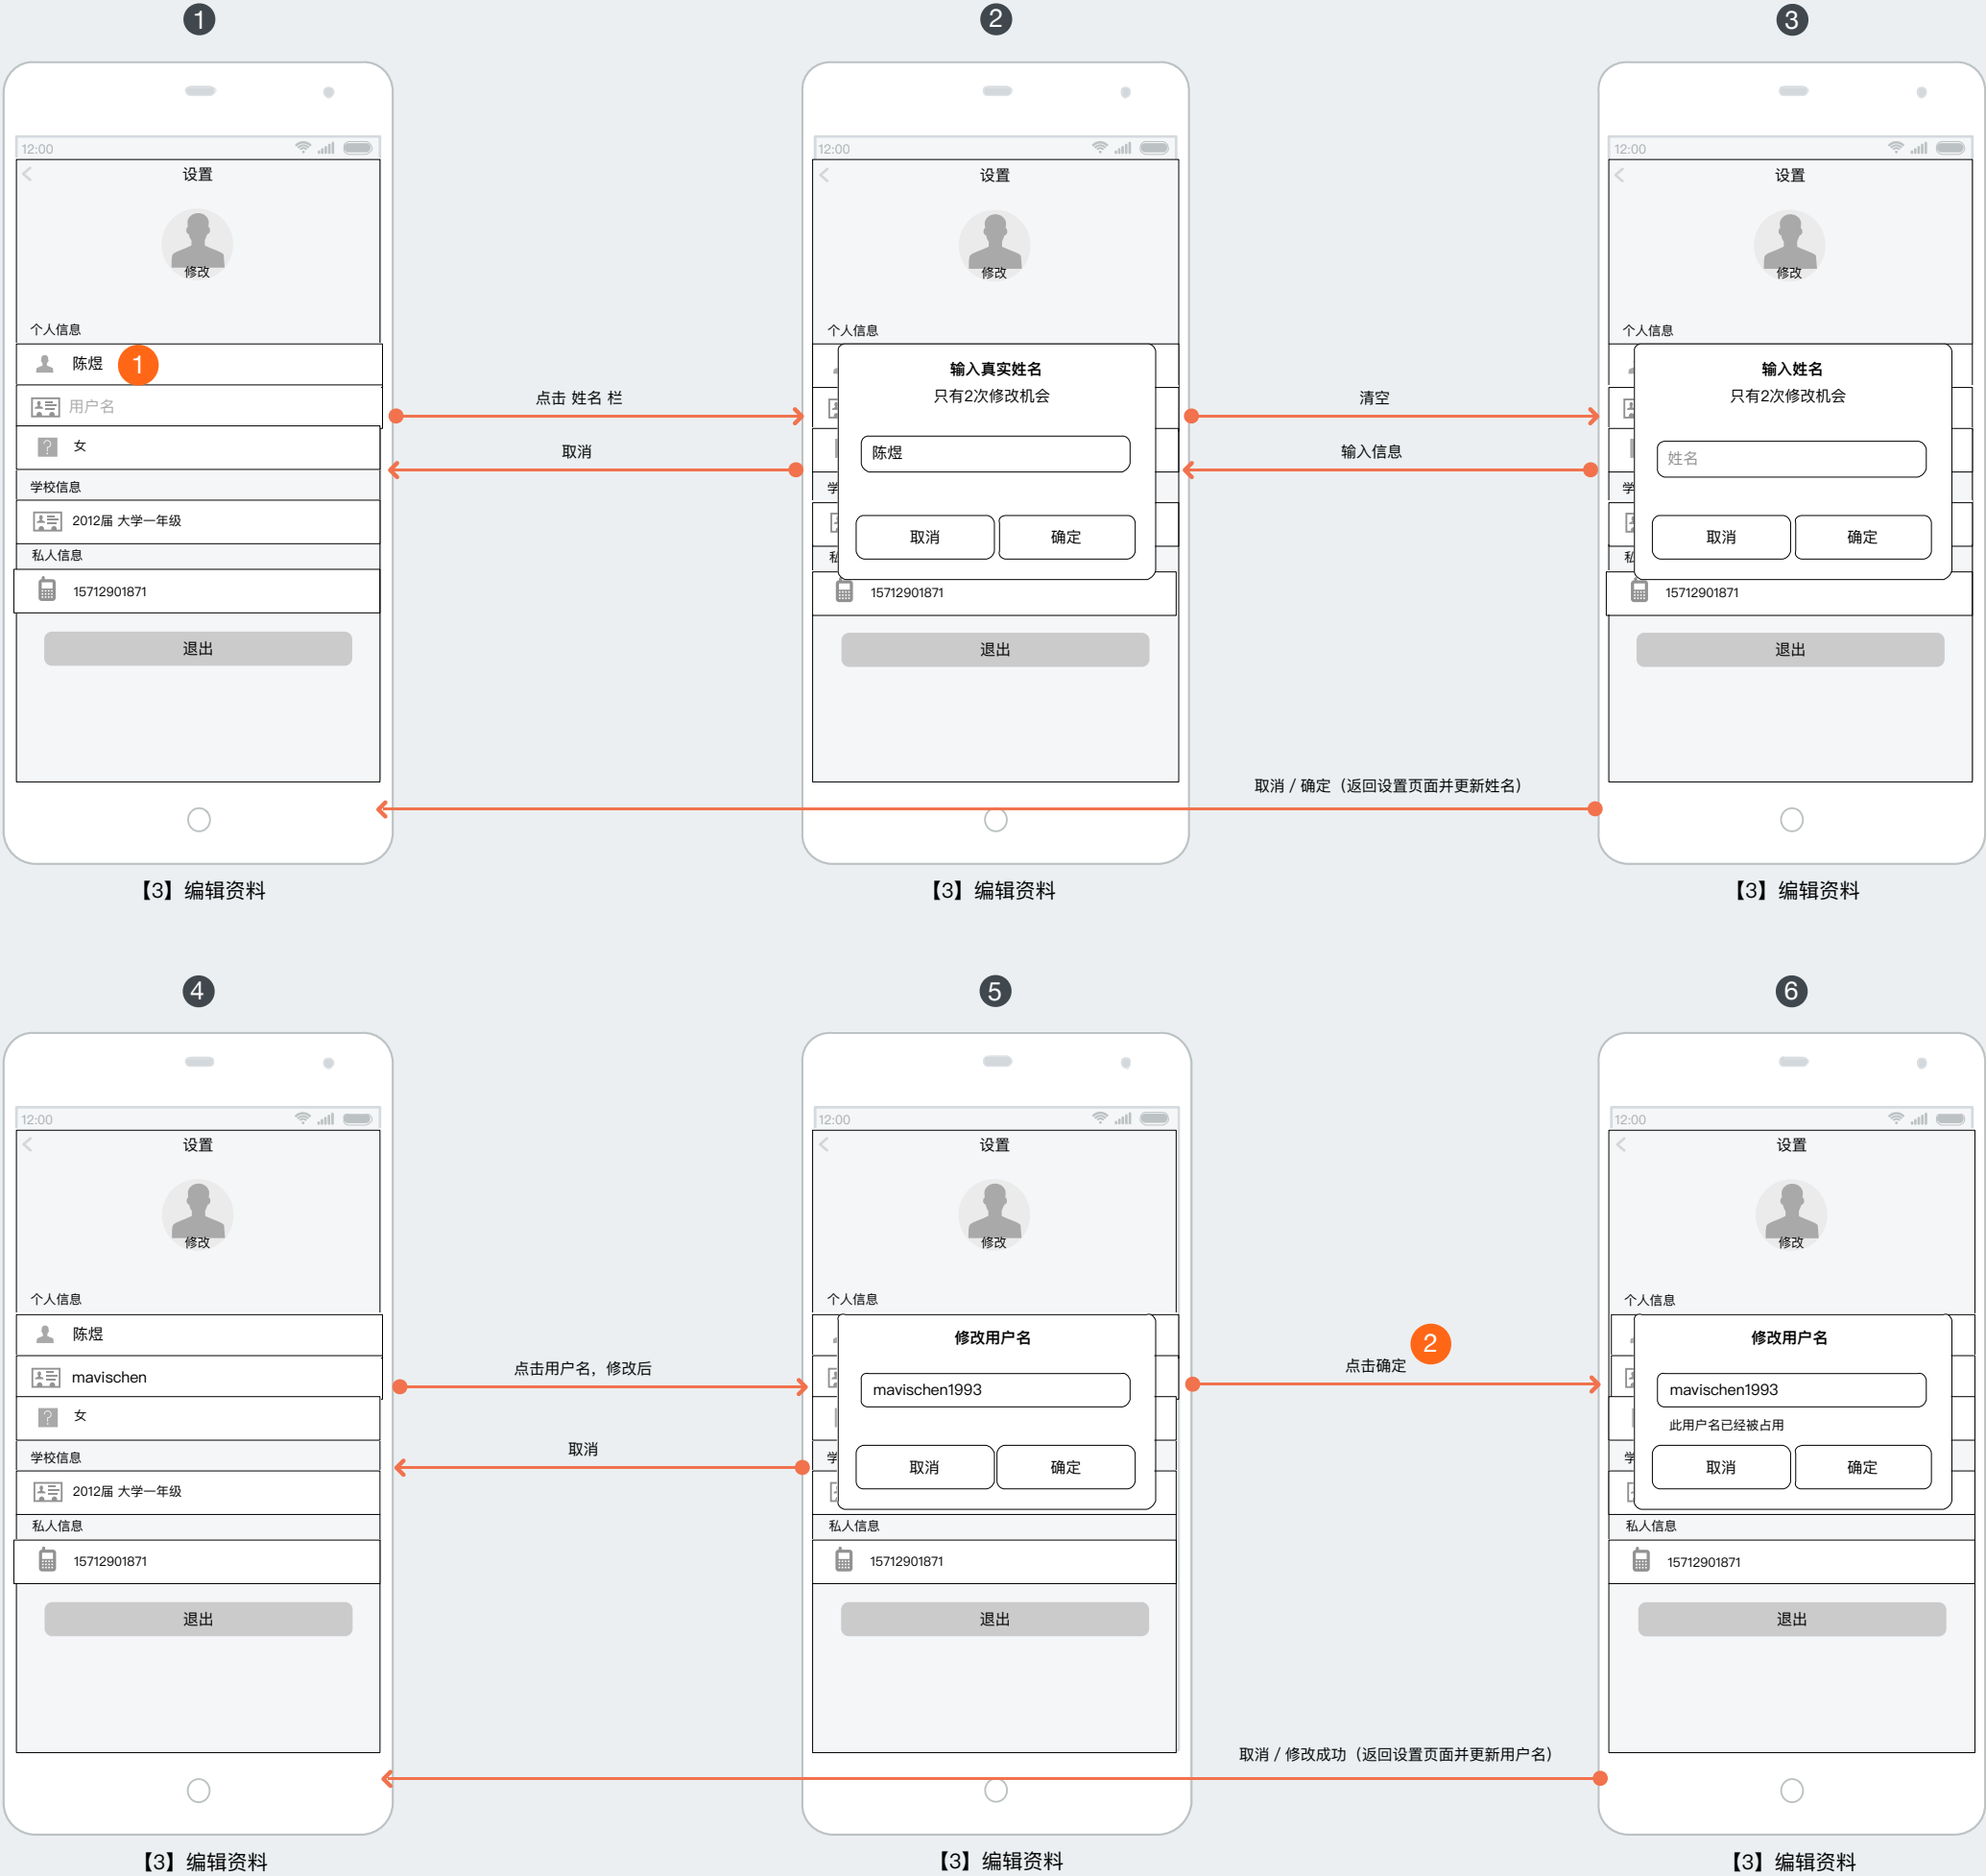 1
12:00
设置
修改
个人信息
陈煜
1
用户名
女
学校信息
2012届 大学一年级
私人信息
15712901871
退出
【3】编辑资料
点击 姓名 栏
取消
2
12:00
设置
修改
个人信息
输入真实姓名
只有2次修改机会
陈煜
学
取消
确定
私
15712901871
退出
【3】编辑资料
清空
输入信息
取消 / 确定（返回设置页面并更新姓名）
3
12:00
设置
修改
个人信息
输入姓名
只有2次修改机会
姓名
学
取消
确定
私
15712901871
退出
【3】编辑资料
4
12:00
设置
修改
个人信息
陈煜
mavischen
女
学校信息
2012届 大学一年级
私人信息
15712901871
退出
【3】编辑资料
点击用户名，修改后
取消
5
12:00
设置
修改
个人信息
修改用户名
mavischen1993
学
取消
确定
私人信息
15712901871
退出
【3】编辑资料
点击确定
2
取消 / 修改成功（返回设置页面并更新用户名）
6
12:00
设置
修改
个人信息
修改用户名
mavischen1993
此用户名已经被占用
学
取消
确定
私人信息
15712901871
退出
【3】编辑资料